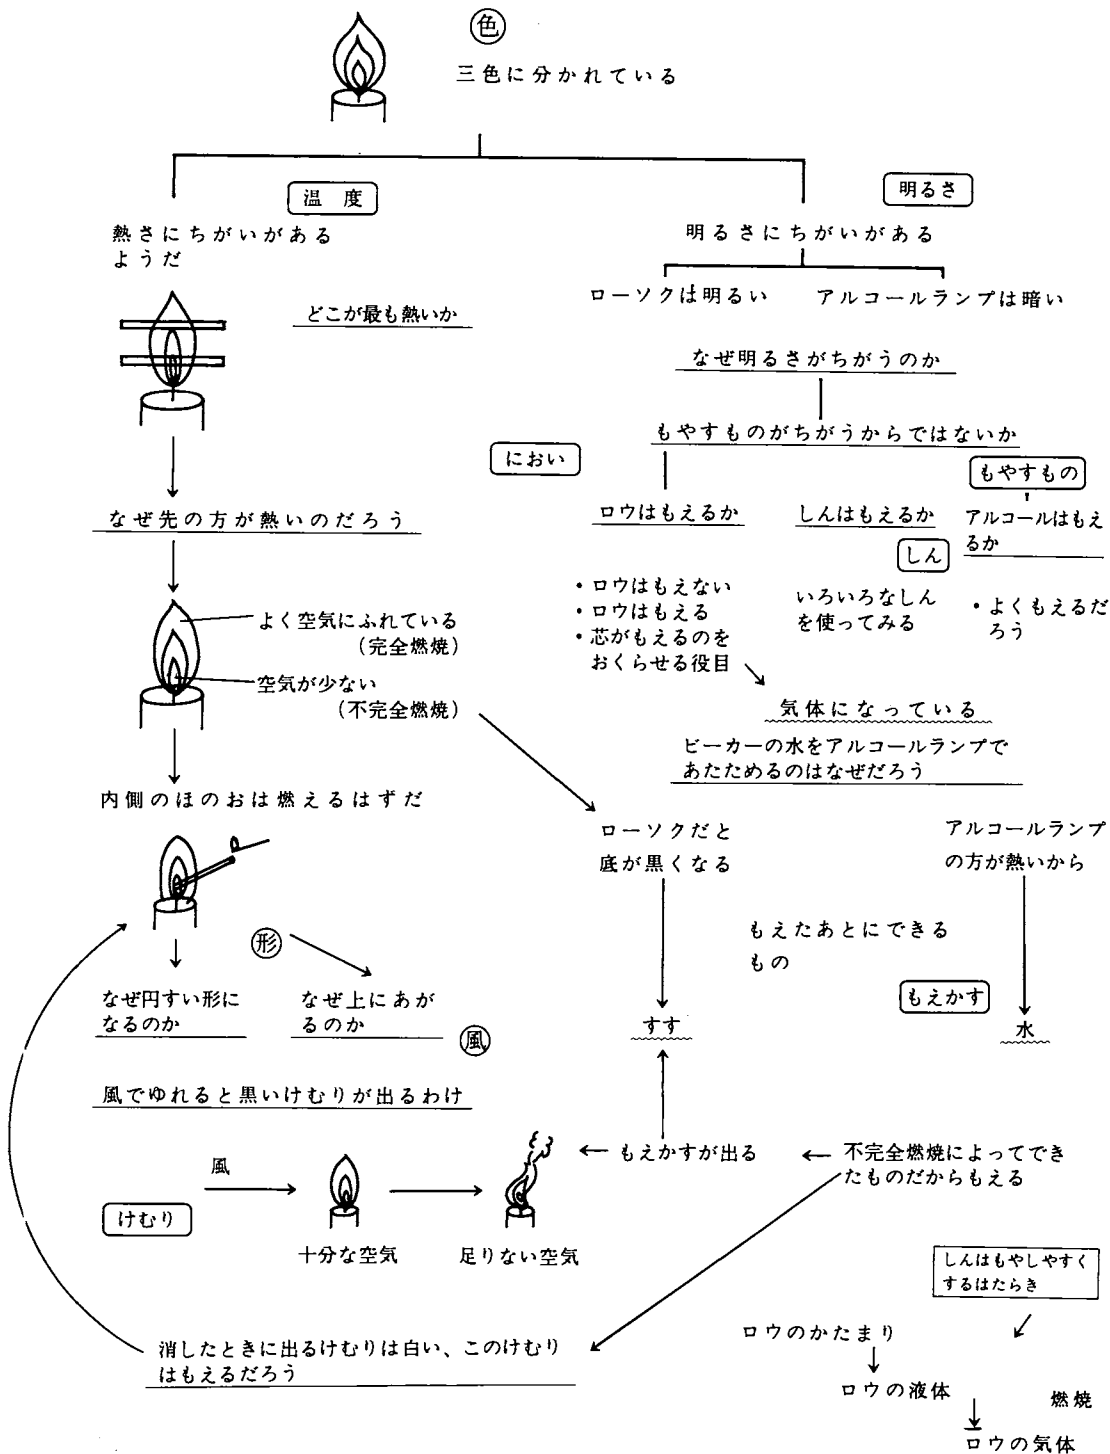 色
三色に分かれている
温度
明るさ
熱さにちがいがある
ようだ
明るさにちがいがある
ローソクは明るい
アルコールランプは暗い
どこが最も熱いか
なぜ明るさがちがうのか
もやすものがちがうからではないか
におい
もやすもの
なぜ先の方が熱いのだろう
ロウはもえるか
しんはもえるか
アルコールはもえ
るか
しん
・ロウはもえない
・ロウはもえる
・芯がもえるのを
おくらせる役目
いろいろなしん
を使ってみる
・よくもえるだ
ろう
よく空気にふれている
(完全燃焼)
空気が少ない
(不完全燃焼)
気体になっている
ビーカーの水をアルコールランプで
あたためるのはなぜだろう
内側のほのおは燃えるはずだ
ローソクだと
底が黒くなる
アルコールランプ
の方が熱いから
もえたあとにできる
もの
形
なぜ円すい形に
なるのか
なぜ上にあが
るのか
風
もえかす
すす
水
風でゆれると黒いけむりが出るわけ
風
けむり
十分な空気
足りない空気
もえかすが出る
不完全燃焼によってでき
たものだからもえる
しんはもやしやすく
するはたらき
消したときに出るけむりは白い、このけむり
はもえるだろう
ロウのかたまり
ロウの液体
燃焼
ロウの気体